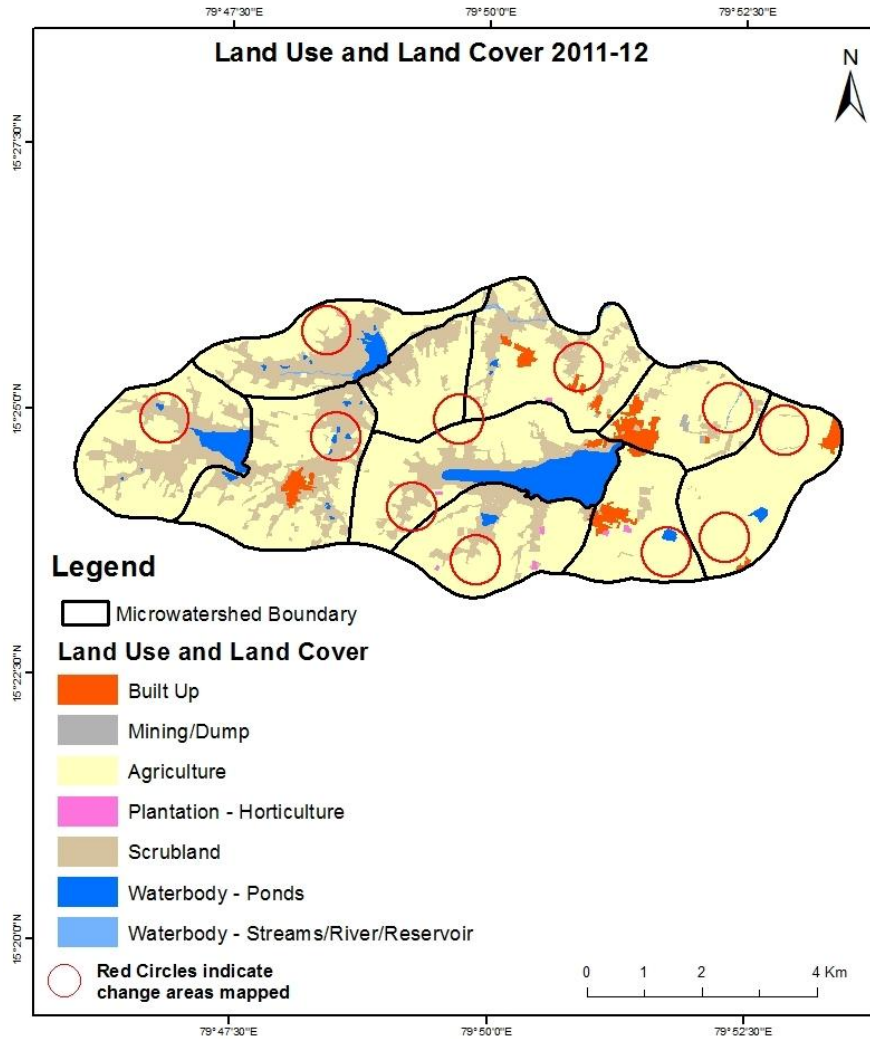 79°47'30"E
79°50'0"E
79°52'30"E
Land Use and Land Cover 2011-12
N
15°27'30"N
15°25'0"N
15°22'30"N
15°20'0"N
Legend
Microwatershed Boundary
Land Use and Land Cover
Built Up
Mining/Dump
Agriculture
Plantation - Horticulture
Scrubland
Waterbody - Ponds
Waterbody - Streams/River/Reservoir
Red Circles indicate
change areas mapped
0 1 2 4 Km
79°47'30"E
79°50'0"E
79°52'30"E